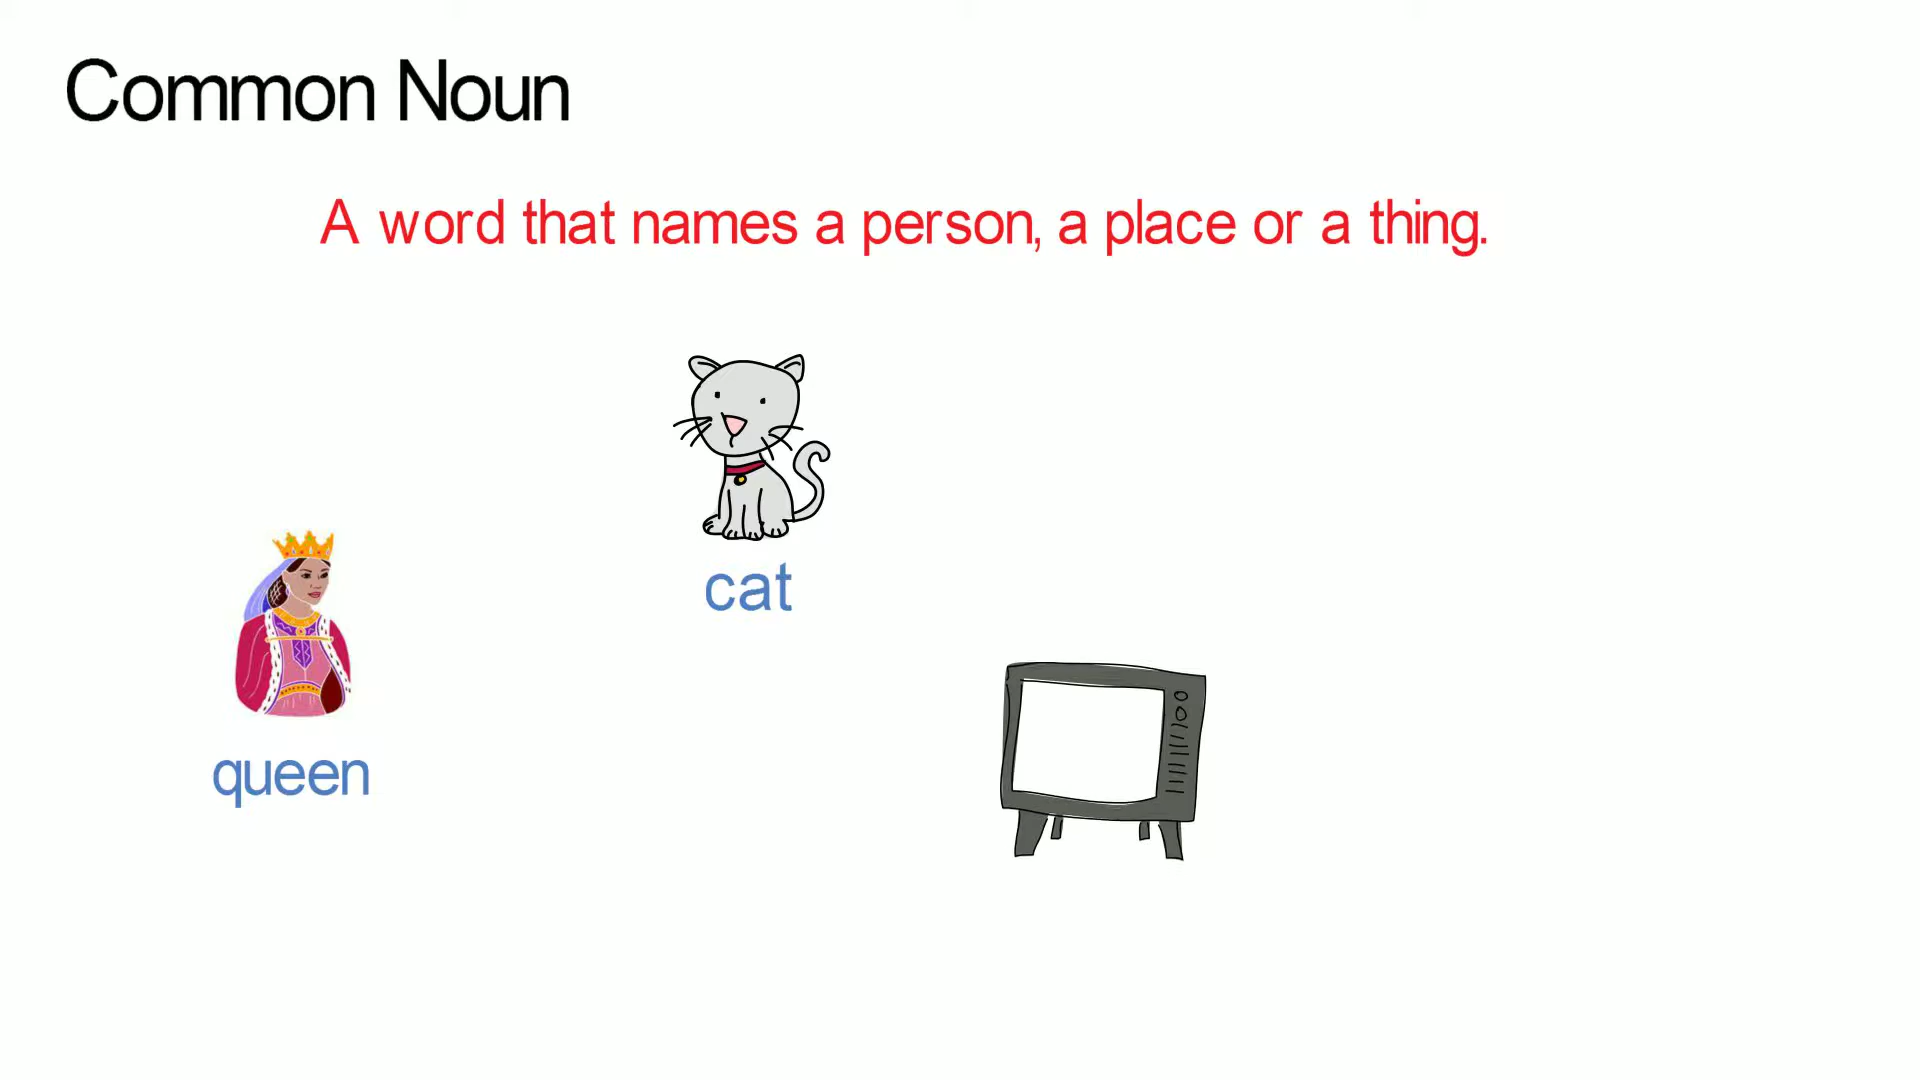 Common Noun
A word that names a person, a place or a thing.
cat
queen